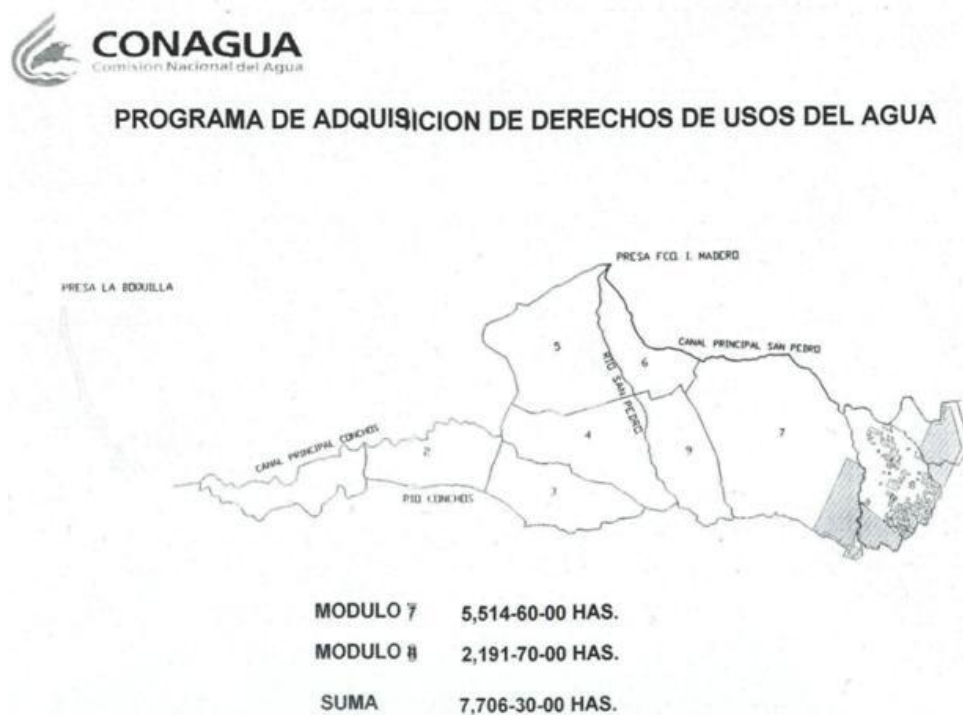 CONAGUA
Comisión Nacional del Agua
PROGRAMA DE ADQUISICION DE DERECHOS DE USOS DEL AGUA
PRESA FCO. I. MADERO
PRESA LA BOQUILLA
CANAL PRINCIPAL SAN PEDRO
5
6
RIO SAN PEDRO
CANAL PRINCIPAL CONCHOS
2
4
9
7
3
RIO CONCHOS
8
MODULO 7 5,514-60-00 HAS.
MODULO 8 2,191-70-00 HAS.
SUMA 7,706-30-00 HAS.